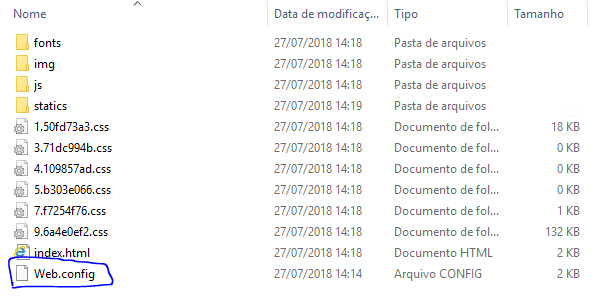 Nome Data de modificaç... Tipo Tamanho
fonts 27/07/2018 14:18 Pasta de arquivos
img 27/07/2018 14:18 Pasta de arquivos
js 27/07/2018 14:18 Pasta de arquivos
statics 27/07/2018 14:19 Pasta de arquivos
1.50fd73a3.css 27/07/2018 14:18 Documento de fol... 18 KB
3.71dc994b.css 27/07/2018 14:18 Documento de fol... 0 KB
4.109857ad.css 27/07/2018 14:18 Documento de fol... 0 KB
5.b303e066.css 27/07/2018 14:18 Documento de fol... 0 KB
7.f7254f76.css 27/07/2018 14:18 Documento de fol... 1 KB
9.6a4e0ef2.css 27/07/2018 14:18 Documento de fol... 132 KB
index.html 27/07/2018 14:18 Documento HTML 2 KB
Web.config 27/07/2018 14:14 Arquivo CONFIG 2 KB